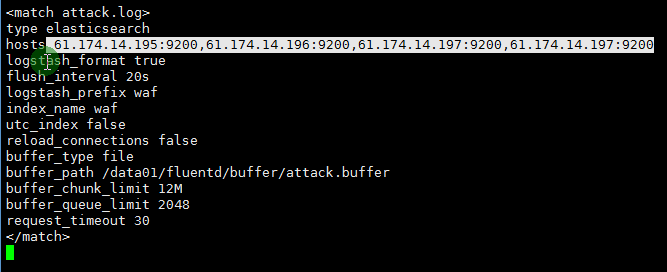 <match attack.log>
type elasticsearch
hosts 61.174.14.195:9200,61.174.14.196:9200,61.174.14.197:9200,61.174.14.197:9200
logstash_format true
flush_interval 20s
logstash_prefix waf
index_name waf
utc_index false
reload_connections false
buffer_type file
buffer_path /data01/fluentd/buffer/attack.buffer
buffer_chunk_limit 12M
buffer_queue_limit 2048
request_timeout 30
</match>